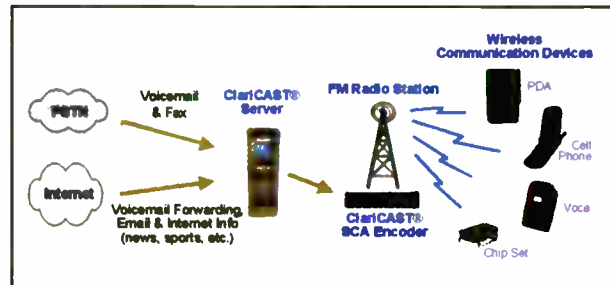 Wireless
Communication Devices
ClariCAST®
Server
FM Radio Station
Voicemail
& Fax
PSTN
PDA
Cell
Phone
Internet
Voicemail Forwarding,
Email & Internet Info
(news, sports, etc.)
ClariCAST®
SCA Encoder
Voca
Chip Set